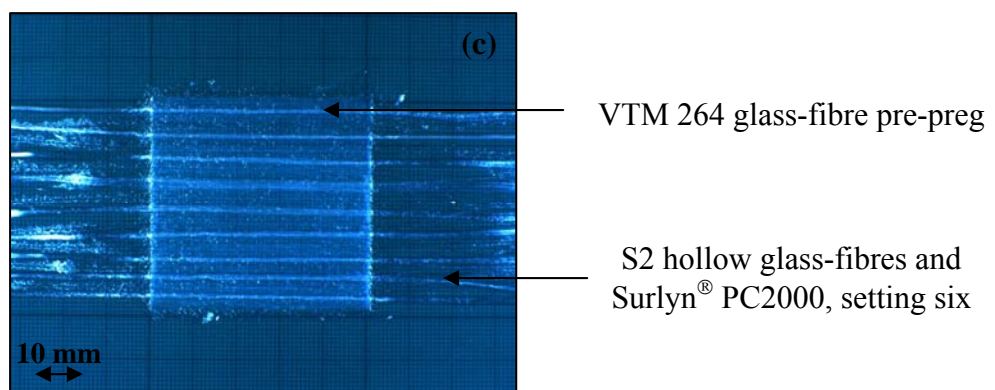 (c)
VTM 264 glass-fibre pre-preg
S2 hollow glass-fibres and
Surlyn® PC2000, setting six
10 mm